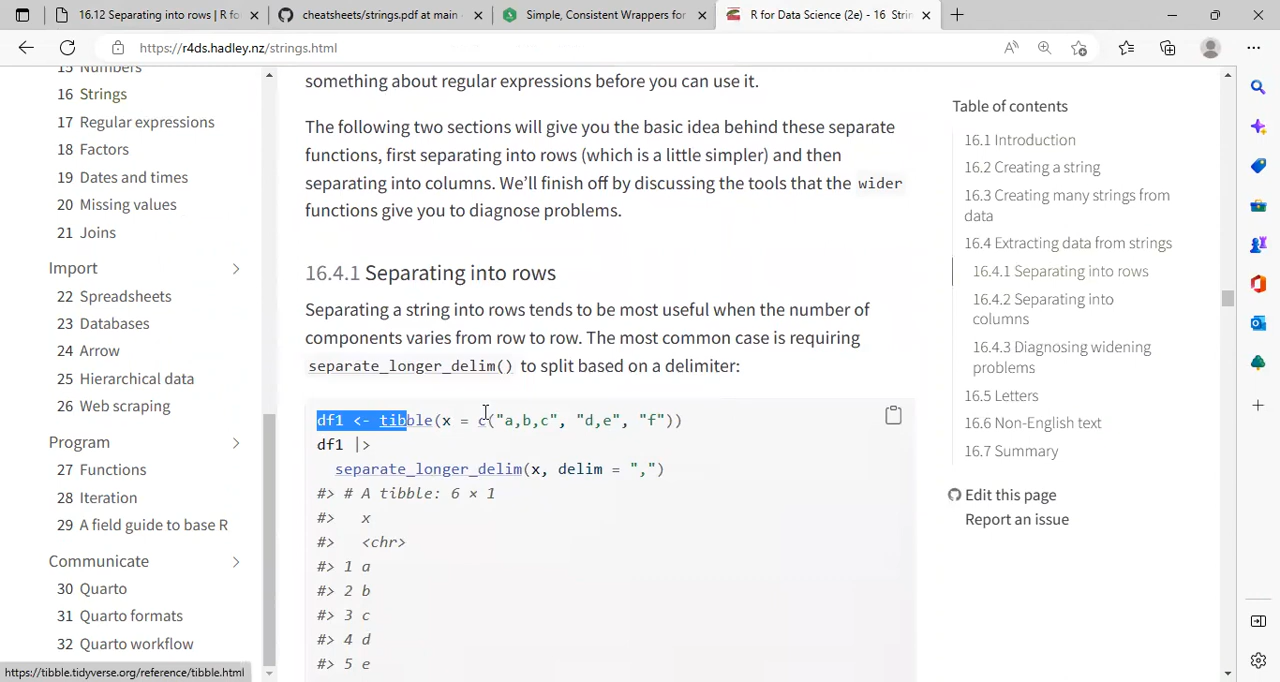 16.12 Separating into rows | R fo
cheatsheets/strings.pdf at main ·
Simple, Consistent Wrappers for
R for Data Science (2e) - 16 Strin
https://r4ds.hadley.nz/strings.html
15 Numbers
16 Strings
17 Regular expressions
18 Factors
19 Dates and times
20 Missing values
21 Joins
Import
22 Spreadsheets
23 Databases
24 Arrow
25 Hierarchical data
26 Web scraping
Program
27 Functions
28 Iteration
29 A field guide to base R
Communicate
30 Quarto
31 Quarto formats
32 Quarto workflow
https://tibble.tidyverse.org/reference/tibble.html
something about regular expressions before you can use it.
The following two sections will give you the basic idea behind these separate
functions, first separating into rows (which is a little simpler) and then
separating into columns. We'll finish off by discussing the tools that the wider
functions give you to diagnose problems.
16.4.1 Separating into rows
Separating a string into rows tends to be most useful when the number of
components varies from row to row. The most common case is requiring
separate_longer_delim() to split based on a delimiter:
df1 <- tibble(x = c("a,b,c", "d,e", "f"))
df1 |>
separate_longer_delim(x, delim = ",")
#> # A tibble: 6 × 1
#> x
#> <chr>
#> 1 a
#> 2 b
#> 3 c
#> 4 d
#> 5 e
Table of contents
16.1 Introduction
16.2 Creating a string
16.3 Creating many strings from
data
16.4 Extracting data from strings
16.4.1 Separating into rows
16.4.2 Separating into
columns
16.4.3 Diagnosing widening
problems
16.5 Letters
16.6 Non-English text
16.7 Summary
Edit this page
Report an issue